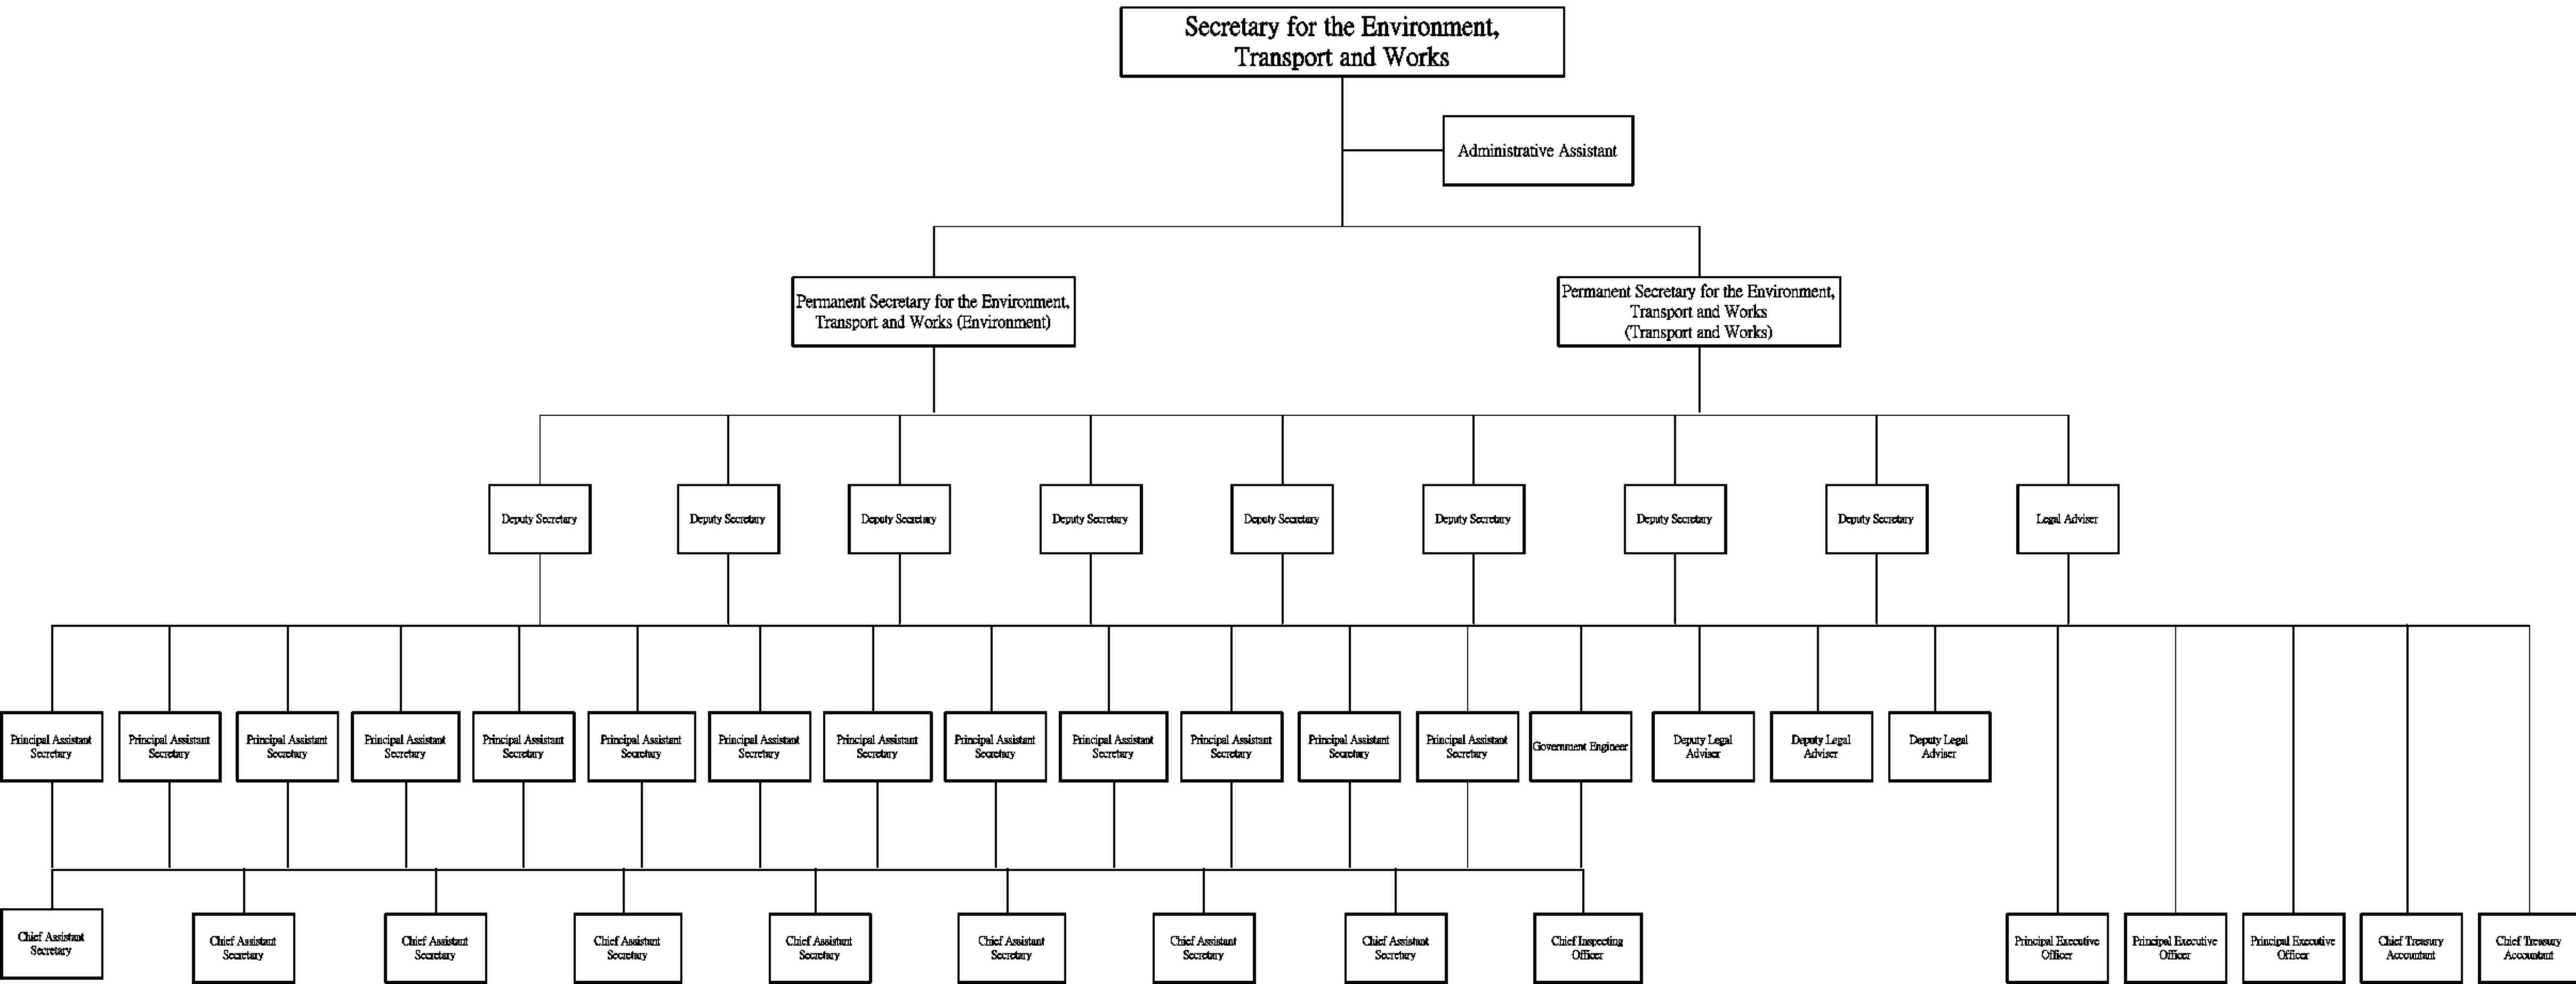 Secretary for the Environment,
Transport and Works
Administrative Assistant
Permanent Secretary for the Environment,
Transport and Works (Environment)
Permanent Secretary for the Environment,
Transport and Works
(Transport and Works)
Deputy Secretary
Deputy Secretary
Deputy Secretary
Deputy Secretary
Deputy Secretary
Deputy Secretary
Deputy Secretary
Deputy Secretary
Legal Adviser
Principal Assistant
Secretary
Principal Assistant
Secretary
Principal Assistant
Secretary
Principal Assistant
Secretary
Principal Assistant
Secretary
Principal Assistant
Secretary
Principal Assistant
Secretary
Principal Assistant
Secretary
Principal Assistant
Secretary
Principal Assistant
Secretary
Principal Assistant
Secretary
Principal Assistant
Secretary
Principal Assistant
Secretary
Government Engineer
Deputy Legal
Adviser
Deputy Legal
Adviser
Deputy Legal
Adviser
Chief Assistant
Secretary
Chief Assistant
Secretary
Chief Assistant
Secretary
Chief Assistant
Secretary
Chief Assistant
Secretary
Chief Assistant
Secretary
Chief Assistant
Secretary
Chief Assistant
Secretary
Chief Inspecting
Officer
Principal Executive
Officer
Principal Executive
Officer
Principal Executive
Officer
Chief Treasury
Accountant
Chief Treasury
Accountant